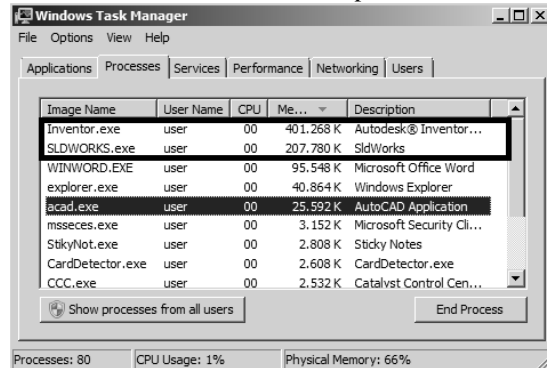 Windows Task Manager
File Options View Help
Applications Processes Services Performance Networking Users
Image Name User Name CPU Me... Description
Inventor.exe user 00 401.268 K Autodesk® Inventor...
SLDWORKS.exe user 00 207.780 K SldWorks
WINWORD.EXE user 00 95.548 K Microsoft Office Word
explorer.exe user 00 40.864 K Windows Explorer
acad.exe user 00 25.592 K AutoCAD Application
msseces.exe user 00 3.152 K Microsoft Security Cli...
StikyNot.exe user 00 2.808 K Sticky Notes
CardDetector.exe user 00 2.608 K CardDetector.exe
CCC.exe user 00 2.532 K Catalyst Control Cen...
Show processes from all users End Process
Processes: 80 CPU Usage: 1% Physical Memory: 66%